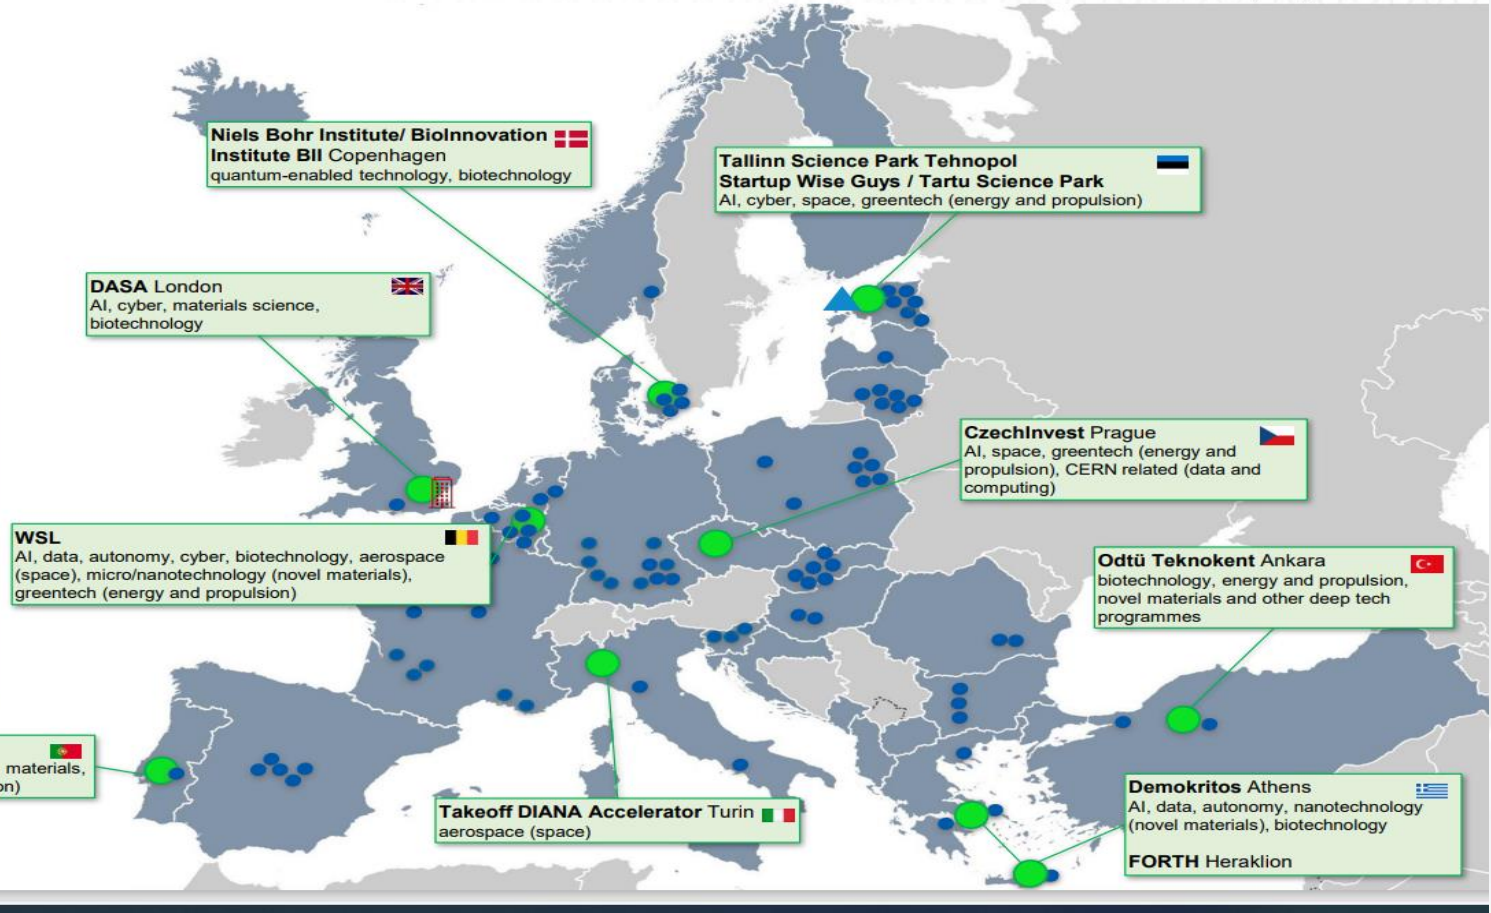 Niels Bohr Institute/ BioInnovation
Institute BII Copenhagen
quantum-enabled technology, biotechnology
Tallinn Science Park Tehnopol
Startup Wise Guys / Tartu Science Park
AI, cyber, space, greentech (energy and propulsion)
DASA London
AI, cyber, materials science,
biotechnology
CzechInvest Prague
AI, space, greentech (energy and
propulsion), CERN related (data and
computing)
WSL
AI, data, autonomy, cyber, biotechnology, aerospace
(space), micro/nanotechnology (novel materials),
greentech (energy and propulsion)
Odtü Teknokent Ankara
biotechnology, energy and propulsion,
novel materials and other deep tech
programmes
materials,
on)
Takeoff DIANA Accelerator Turin
aerospace (space)
Demokritos Athens
AI, data, autonomy, nanotechnology
(novel materials), biotechnology
FORTH Heraklion